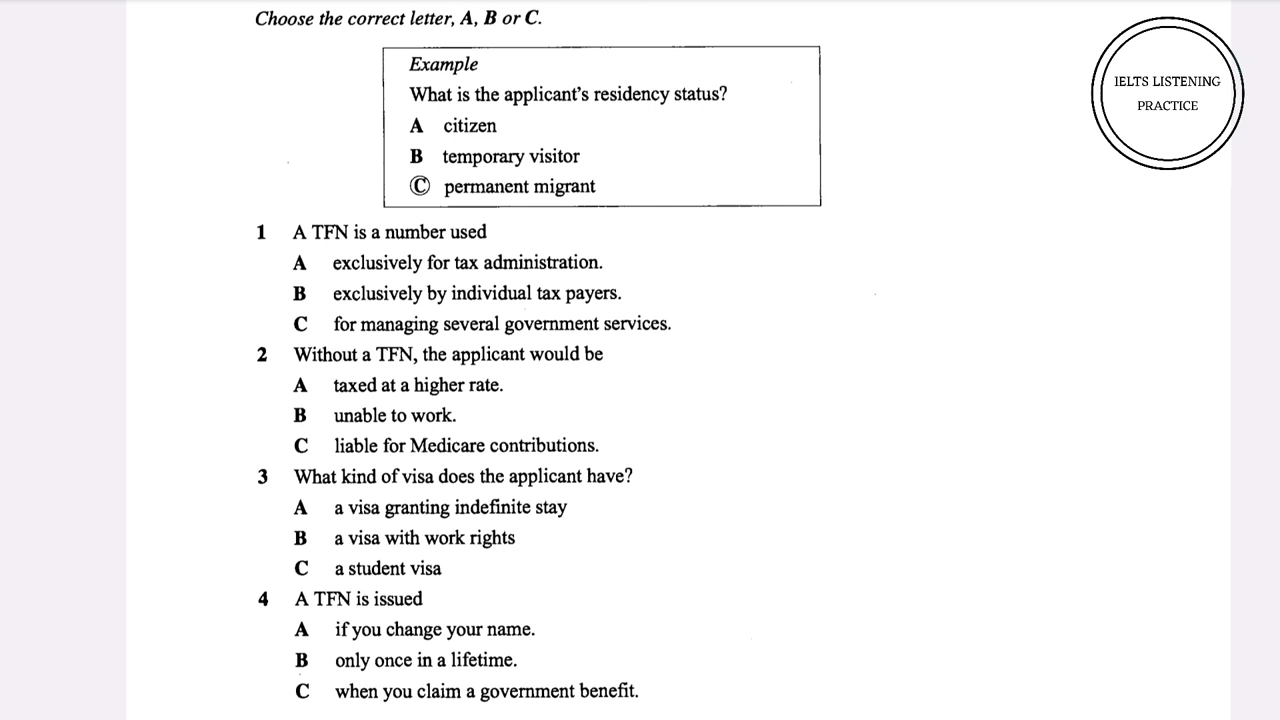 Choose the correct letter, A, B or C.
IELTS LISTENING
PRACTICE
Example
What is the applicant's residency status?
A citizen
B temporary visitor
C permanent migrant
1 A TFN is a number used
A exclusively for tax administration.
B exclusively by individual tax payers.
C for managing several government services.
2 Without a TFN, the applicant would be
A taxed at a higher rate.
B unable to work.
C liable for Medicare contributions.
3 What kind of visa does the applicant have?
A a visa granting indefinite stay
B a visa with work rights
C a student visa
4 A TFN is issued
A if you change your name.
B only once in a lifetime.
C when you claim a government benefit.